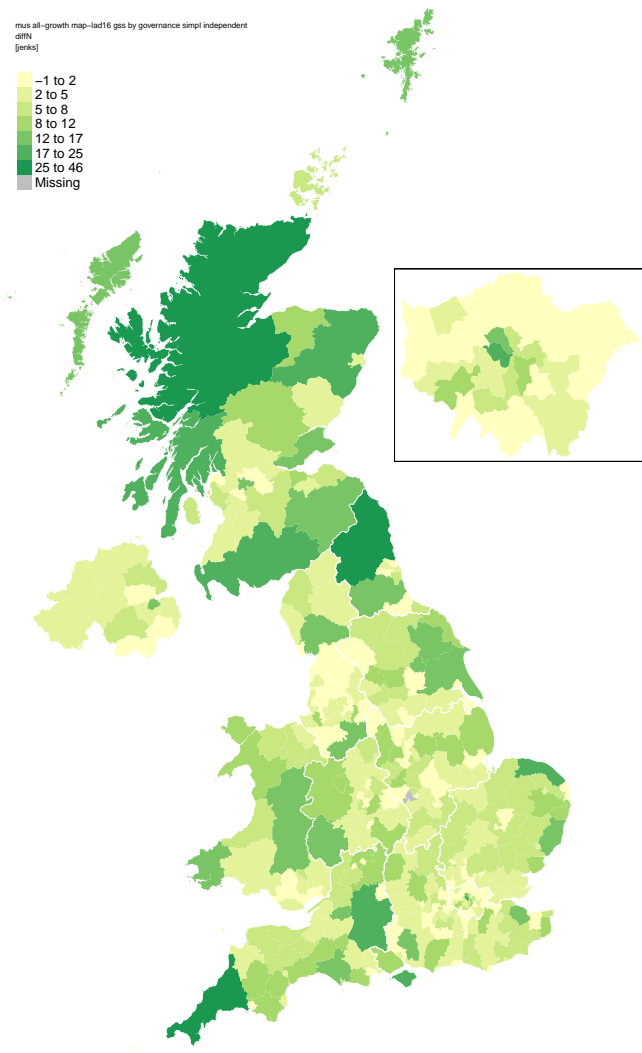 mus all−growth map−lad16 gss by governance simpl independent
diffN
[jenks]
−1 to 2
2 to 5
5 to 8
8 to 12
12 to 17
17 to 25
25 to 46
Missing